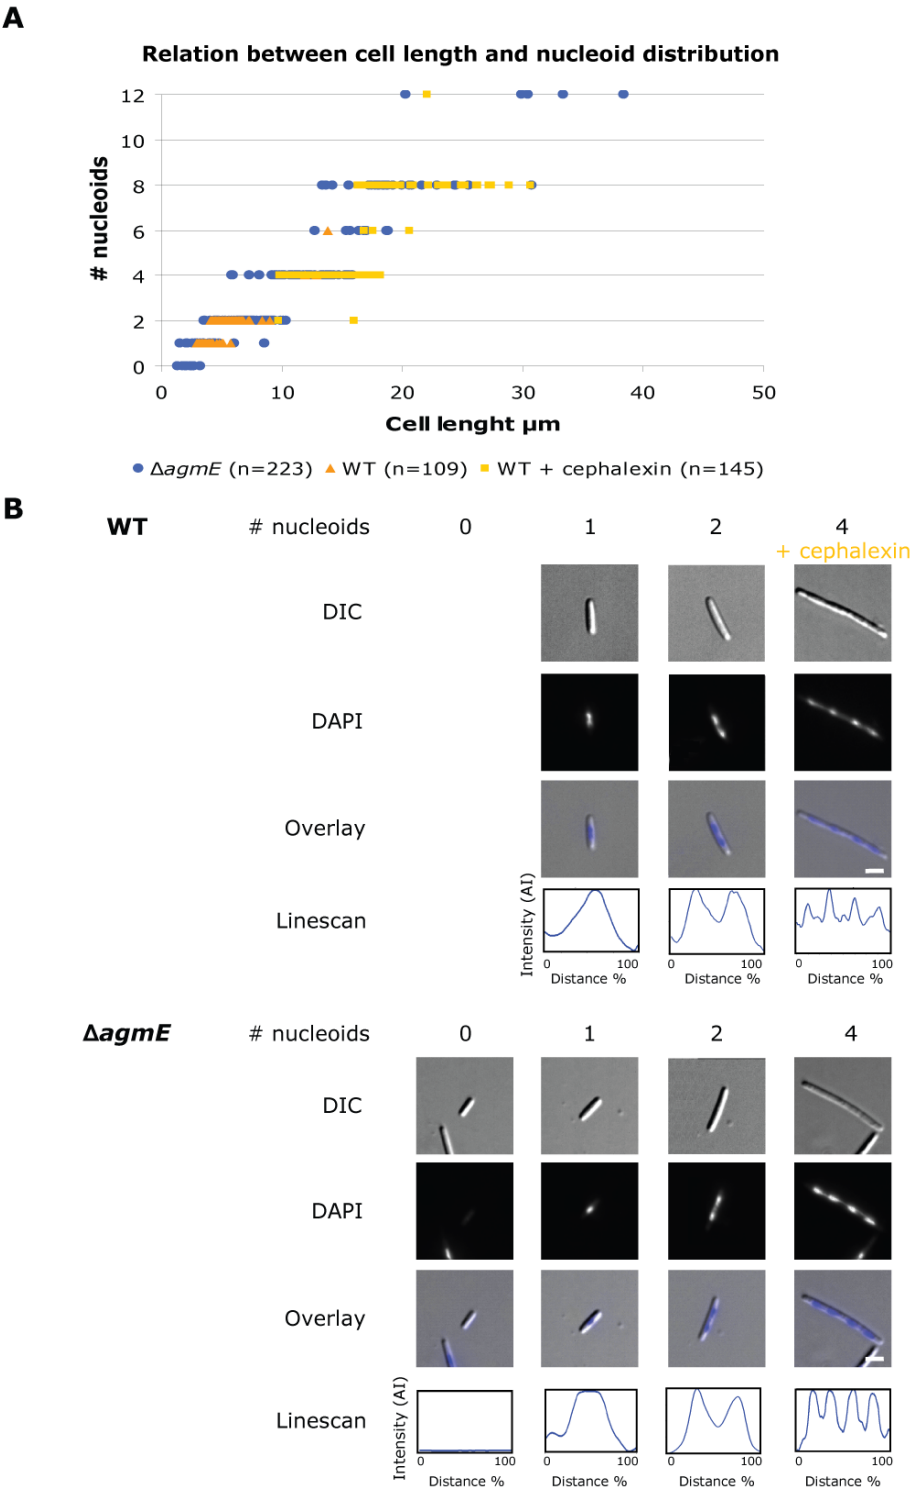 A
Relation between cell length and nucleoid distribution
# nucleoids
12
10
8
6
4
2
0
0 10 20 30 40 50
Cell lenght µm
ΔagmE (n=223) WT (n=109) WT + cephalexin (n=145)
B
WT # nucleoids 0 1 2 4
+ cephalexin
DIC
DAPI
Overlay
Linescan
Intensity (AI)
0 100 0 100 0 100
Distance % Distance % Distance %
ΔagmE # nucleoids 0 1 2 4
DIC
DAPI
Overlay
Linescan
Intensity (AI)
0 100 0 100 0 100 0 100
Distance % Distance % Distance % Distance %